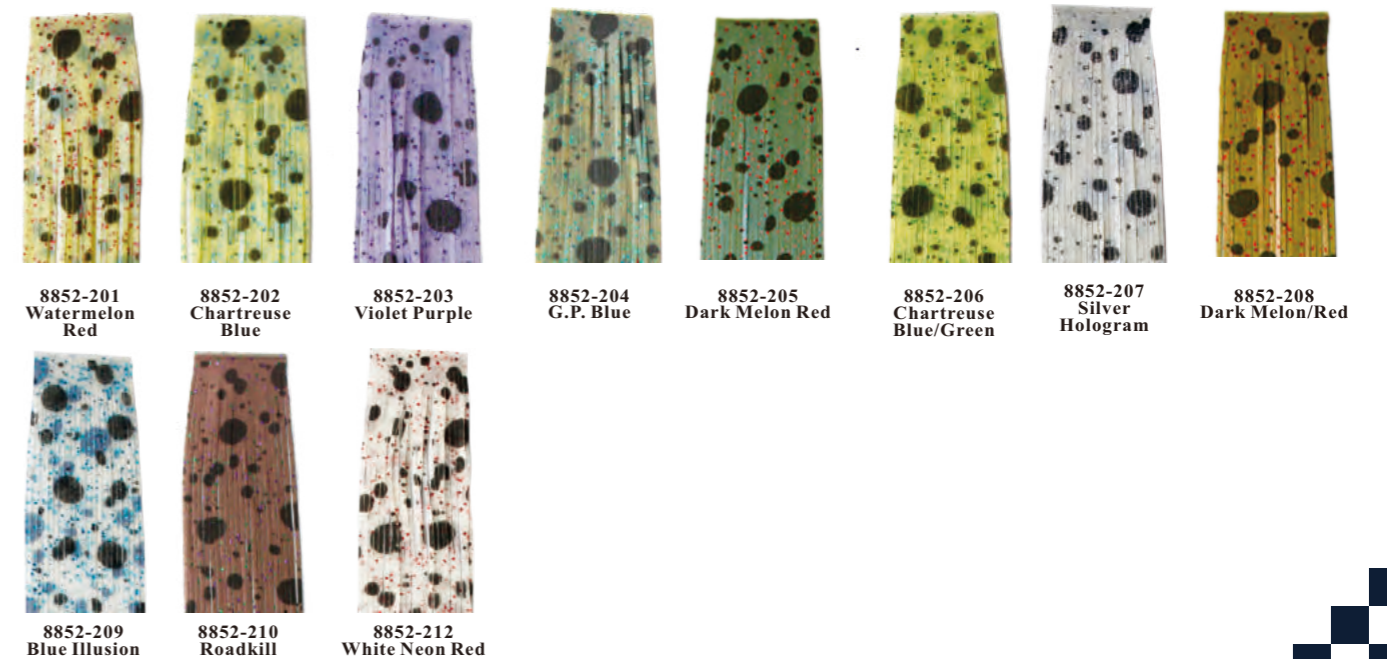 8852-201
Watermelon
Red
8852-202
Chartreuse
Blue
8852-203
Violet Purple
8852-204
G.P. Blue
8852-205
Dark Melon Red
8852-206
Chartreuse
Blue/Green
8852-207
Silver
Hologram
8852-208
Dark Melon/Red
8852-209
Blue Illusion
8852-210
Roadkill
8852-212
White Neon Red